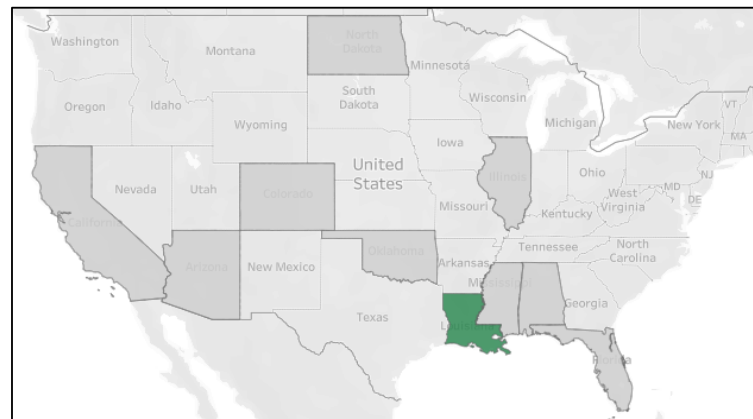 Washington
Montana
North
Dakota
Minnesota
Oregon
Idaho
South
Dakota
Wisconsin
Michigan
VT
Wyoming
New York
MA
Iowa
Nevada
Utah
Colorado
United
States
Illinois
Ohio
NJ
MD
DE
West
Virginia
Missouri
Kentucky
California
Arizona
New Mexico
Oklahoma
Arkansas
Tennessee
North
Carolina
Mississippi
Georgia
Texas
Louisiana
Florida